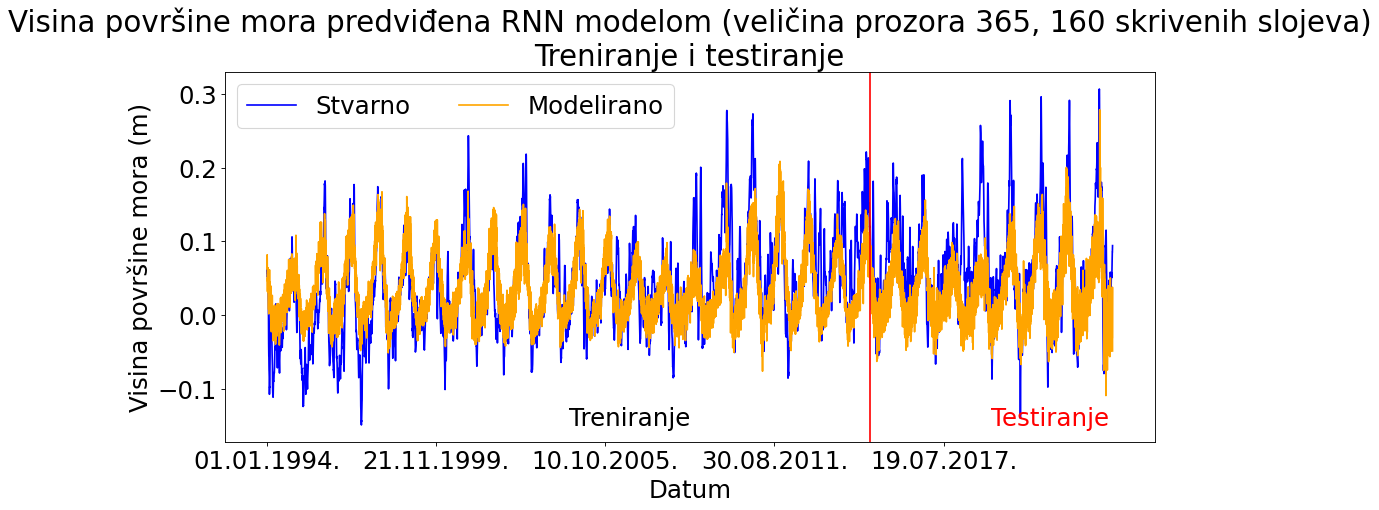 Visina površine mora predviđena RNN modelom (veličina prozora 365, 160 skrivenih slojeva)
Treniranje i testiranje
Stvarno
Modelirano
Visina površine mora (m)
0.3
0.2
0.1
0.0
−0.1
Treniranje
Testiranje
01.01.1994.
21.11.1999.
10.10.2005.
30.08.2011.
19.07.2017.
Datum